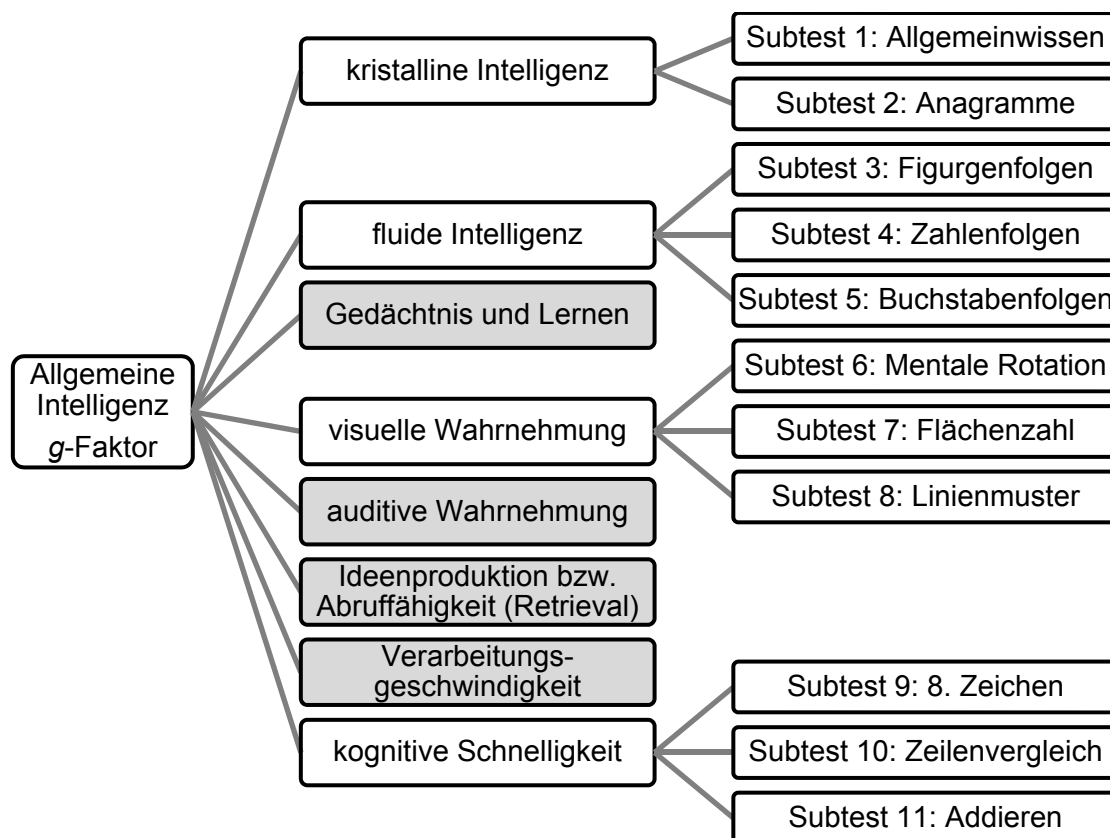 Allgemeine
Intelligenz
g-Faktor
kristalline Intelligenz
fluide Intelligenz
Gedächtnis und Lernen
visuelle Wahrnehmung
auditive Wahrnehmung
Ideenproduktion bzw.
Abruffähigkeit (Retrieval)
Verarbeitungs-
geschwindigkeit
kognitive Schnelligkeit
Subtest 1: Allgemeinwissen
Subtest 2: Anagramme
Subtest 3: Figurgenfolgen
Subtest 4: Zahlenfolgen
Subtest 5: Buchstabenfolgen
Subtest 6: Mentale Rotation
Subtest 7: Flächenzahl
Subtest 8: Linienmuster
Subtest 9: 8. Zeichen
Subtest 10: Zeilenvergleich
Subtest 11: Addieren